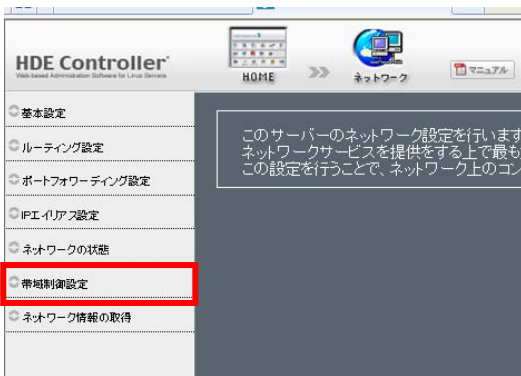 HDE Controller
Web-based Administration Software for Linux Servers
HOME
ネットワーク
マニュアル
基本設定
ルーティング設定
ポートフォワーディング設定
IPエイリアス設定
ネットワークの状態
帯域制御設定
ネットワーク情報の取得
このサーバーのネットワーク設定を行います
ネットワークサービスを提供をする上で最も
この設定を行うことで、ネットワーク上のコン